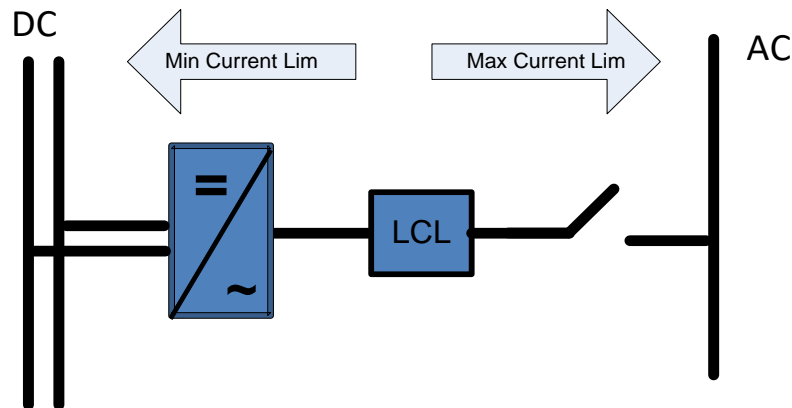 DC
Min Current Lim
Max Current Lim
AC
=
~
LCL